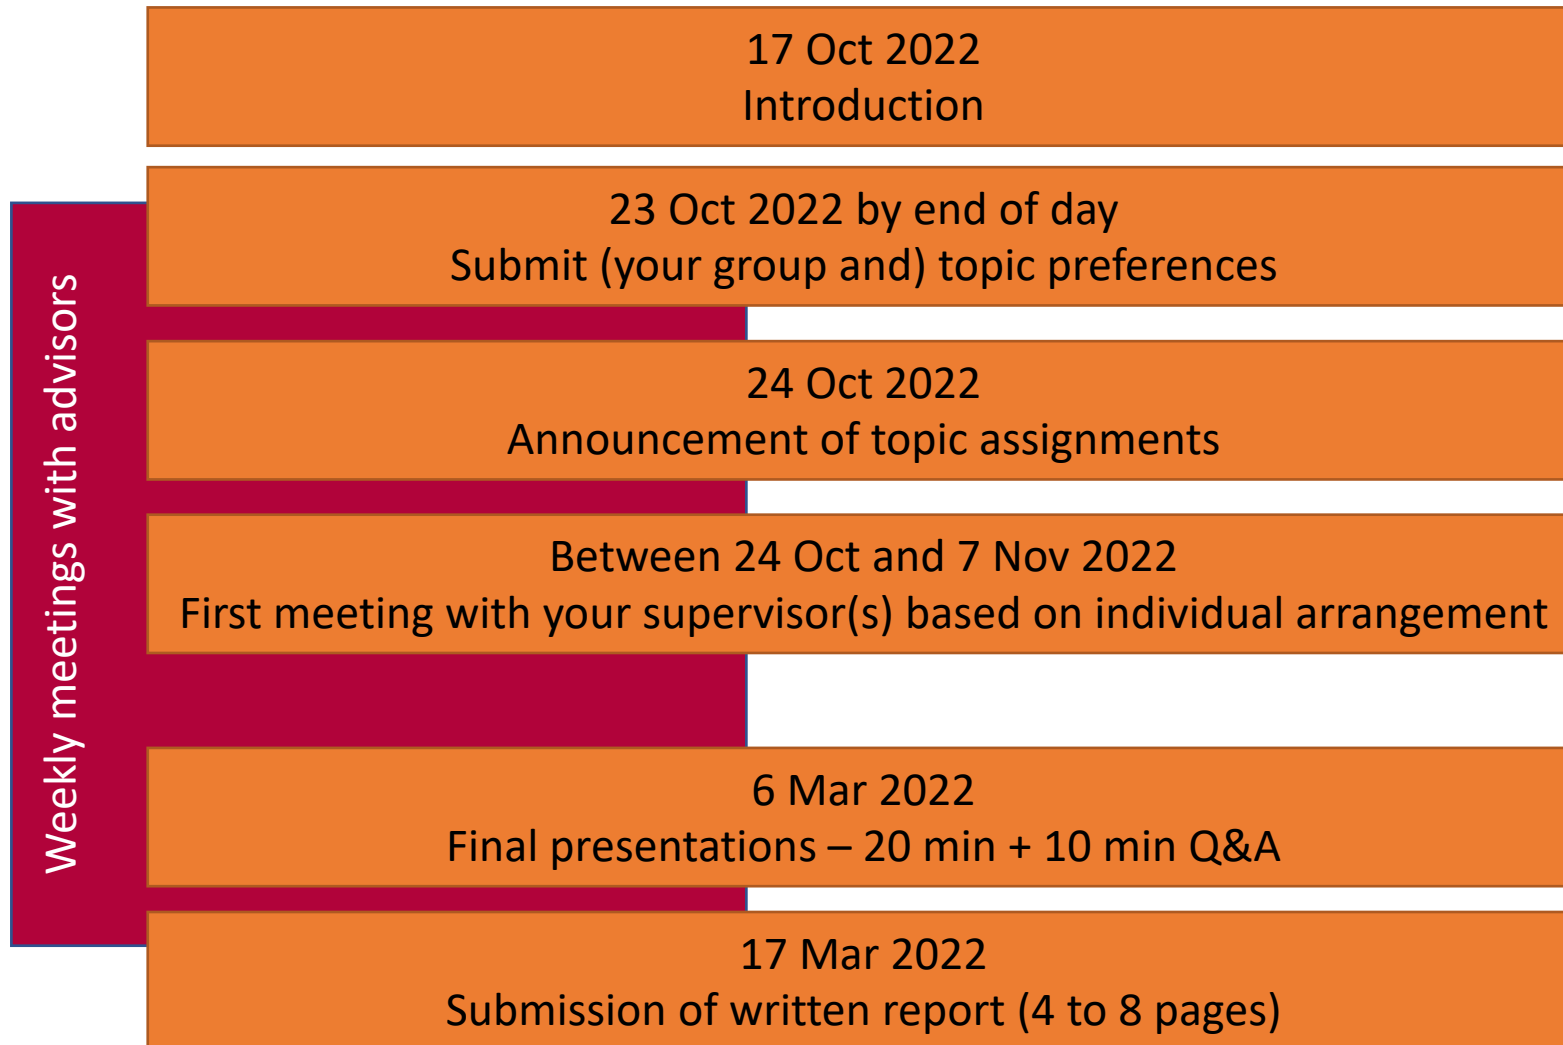 17 Oct 2022
Introduction
23 Oct 2022 by end of day
Submit (your group and) topic preferences
24 Oct 2022
Announcement of topic assignments
Between 24 Oct and 7 Nov 2022
First meeting with your supervisor(s) based on individual arrangement
6 Mar 2022
Final presentations – 20 min + 10 min Q&A
17 Mar 2022
Submission of written report (4 to 8 pages)
Weekly meetings with advisors